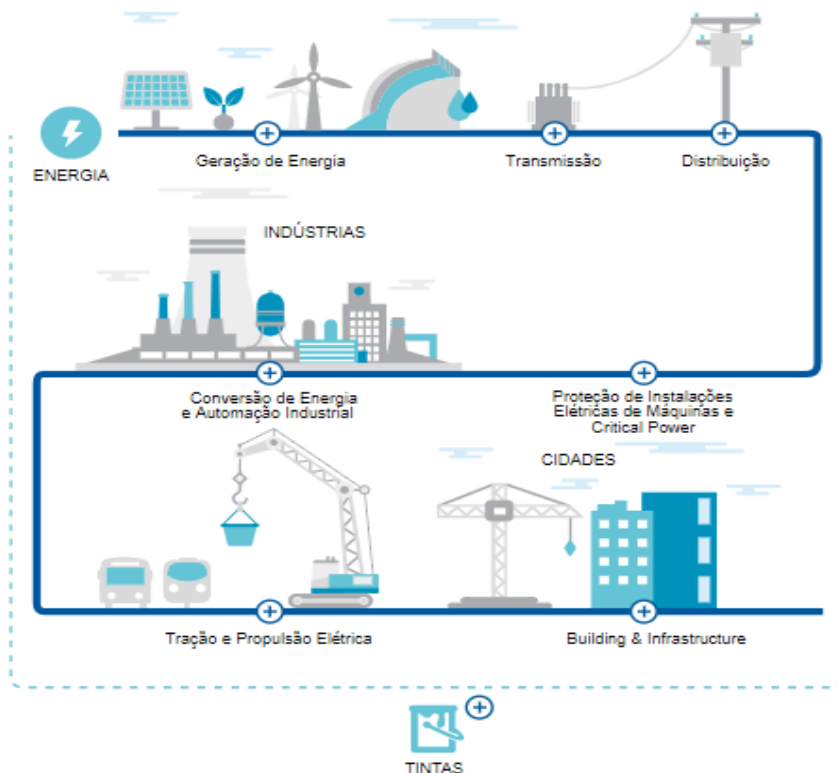 ENERGIA
Geração de Energia
Transmissão
Distribuição
INDÚSTRIAS
Conversão de Energia
e Automação Industrial
Proteção de Instalações
Elétricas de Máquinas e
Critical Power
CIDADES
Tração e Propulsão Elétrica
Building & Infrastructure
TINTAS